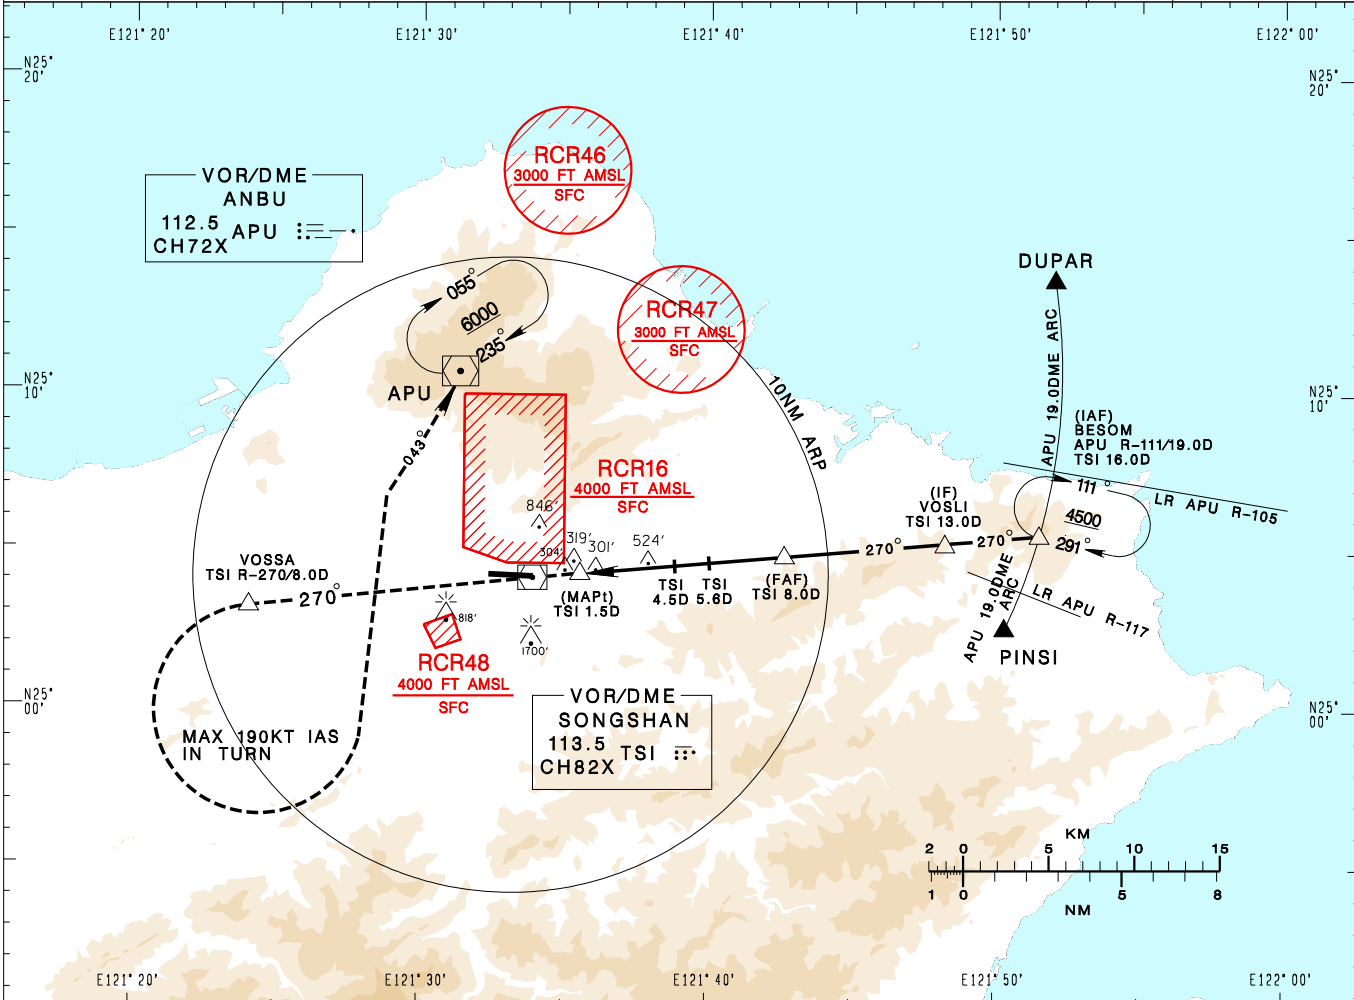 E121° 20'
E121° 30'
E121° 40'
E121° 50'
E122° 00'
N25°
20'
N25°
20'
RCR46
3000 FT AMSL
SFC
VOR/DME
ANBU
112.5
CH72X
APU
DUPAR
055°
6000
235°
RCR47
3000 FT AMSL
SFC
APU 19.0DME ARC
N25°
10'
N25°
10'
APU
10NM ARP
043°
(IAF)
BESOM
APU R-111/19.0D
TSI 16.0D
RCR16
4000 FT AMSL
SFC
111°
4500
291°
LR APU R-105
(IF)
VOSLI
TSI 13.0D
846'
319'
304'
301'
524'
270°
270°
VOSSA
TSI R-270/8.0D
270°
(MAPt)
TSI 1.5D
TSI
4.5D
TSI
5.6D
(FAF)
TSI 8.0D
APU 19.0DME
ARC
LR APU R-117
818'
1700'
PINSI
RCR48
4000 FT AMSL
SFC
N25°
00'
N25°
00'
MAX 190KT IAS
IN TURN
VOR/DME
SONGSHAN
113.5
CH82X
TSI
KM
2 0 5 10 15
1 0 5 8
NM
E121° 20'
E121° 30'
E121° 40'
E121° 50'
E122° 00'